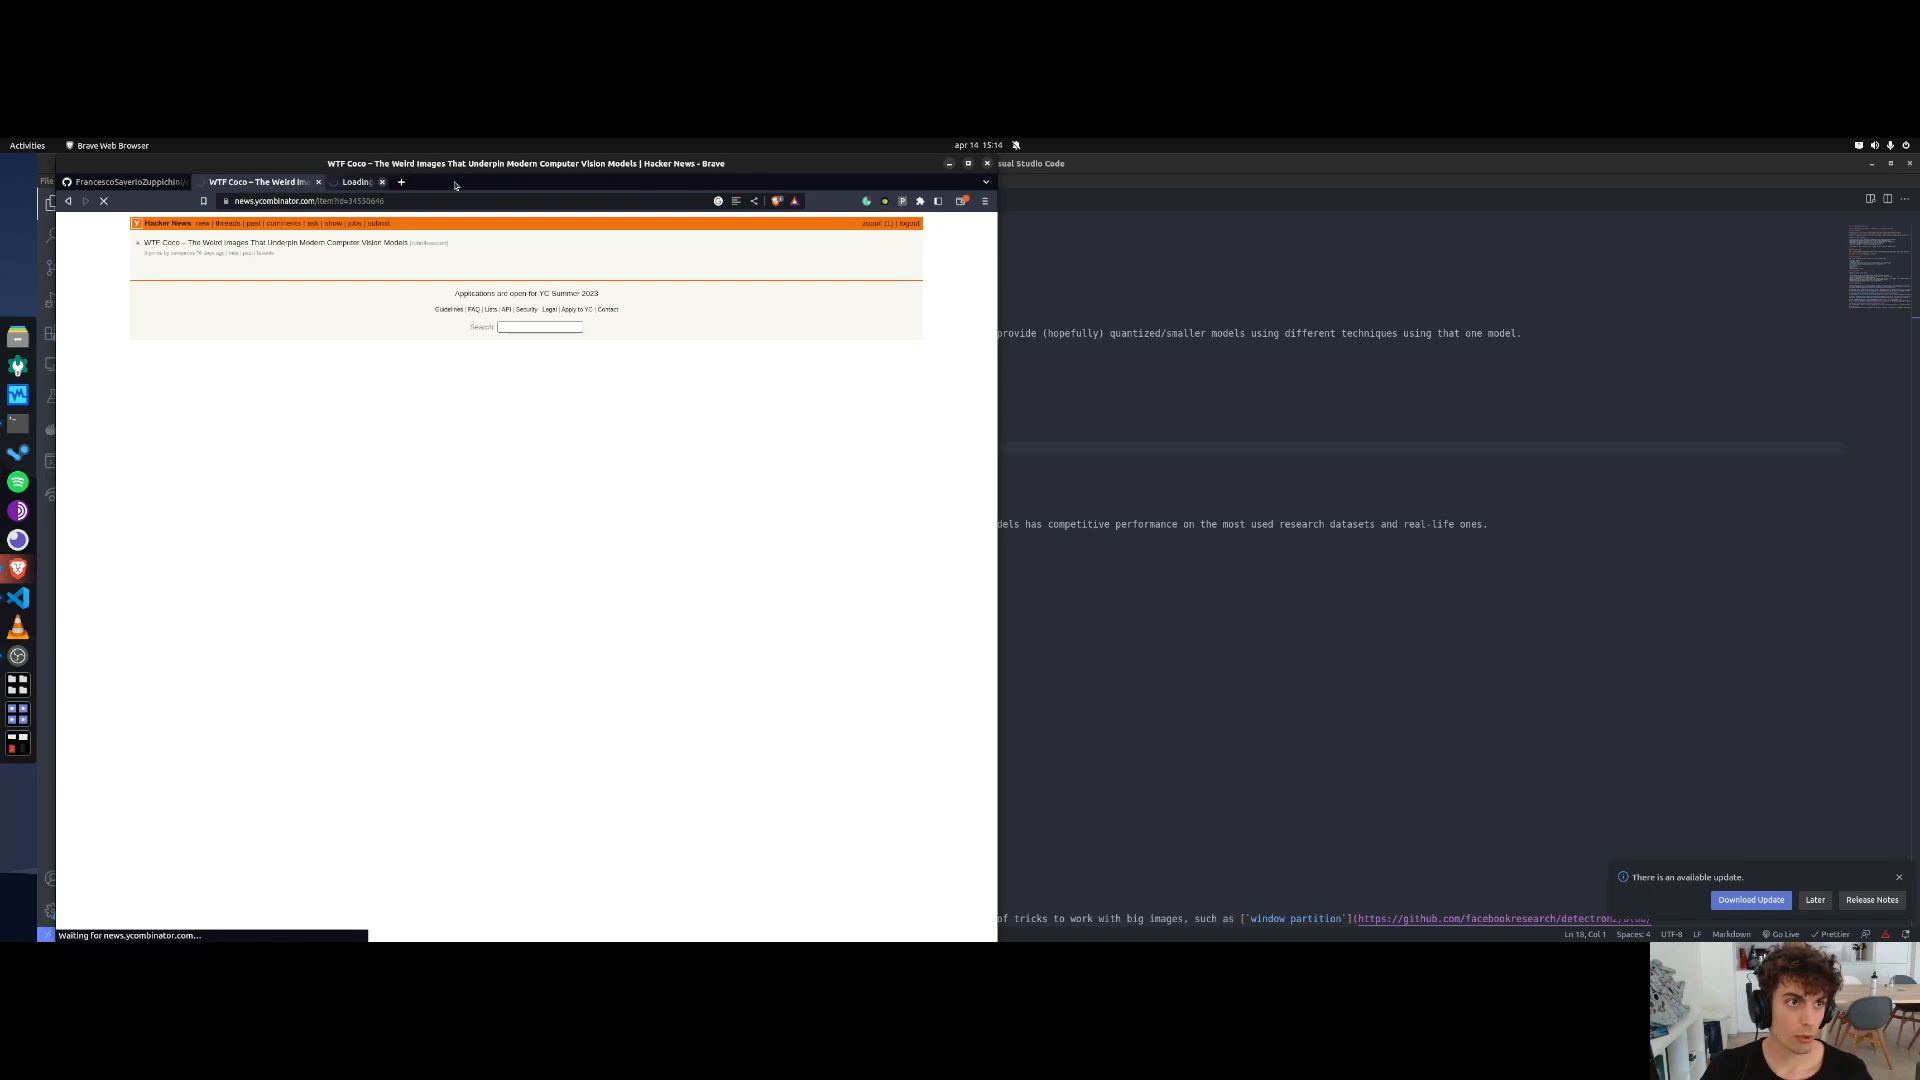 Activities
Brave Web Browser
apr 14 15:14
WTF Coco – The Weird Images That Underpin Modern Computer Vision Models | Hacker News - Brave
sual Studio Code
File
FrancescoSaverioZuppichini/
WTF Coco – The Weird Im
Loading
news.ycombinator.com/item?id=34550646
Y Hacker News new | threads | past | comments | ask | show | jobs | submit
zuppif (1) | logout
WTF Coco – The Weird Images That Underpin Modern Computer Vision Models
Applications are open for YC Summer 2023
Guidelines | FAQ | Lists | API | Security | Legal | Apply to YC | Contact
Search:
provide (hopefully) quantized/smaller models using different techniques using that one model.
dels has competitive performance on the most used research datasets and real-life ones.
There is an available update.
Download Update
Later
Release Notes
of tricks to work with big images, such as [`window partition`](https://github.com/facebookresearch/detectron2/blob/
Waiting for news.ycombinator.com...
Ln 18, Col 1
Spaces: 4
UTF-8
LF
Markdown
Go Live
Prettier